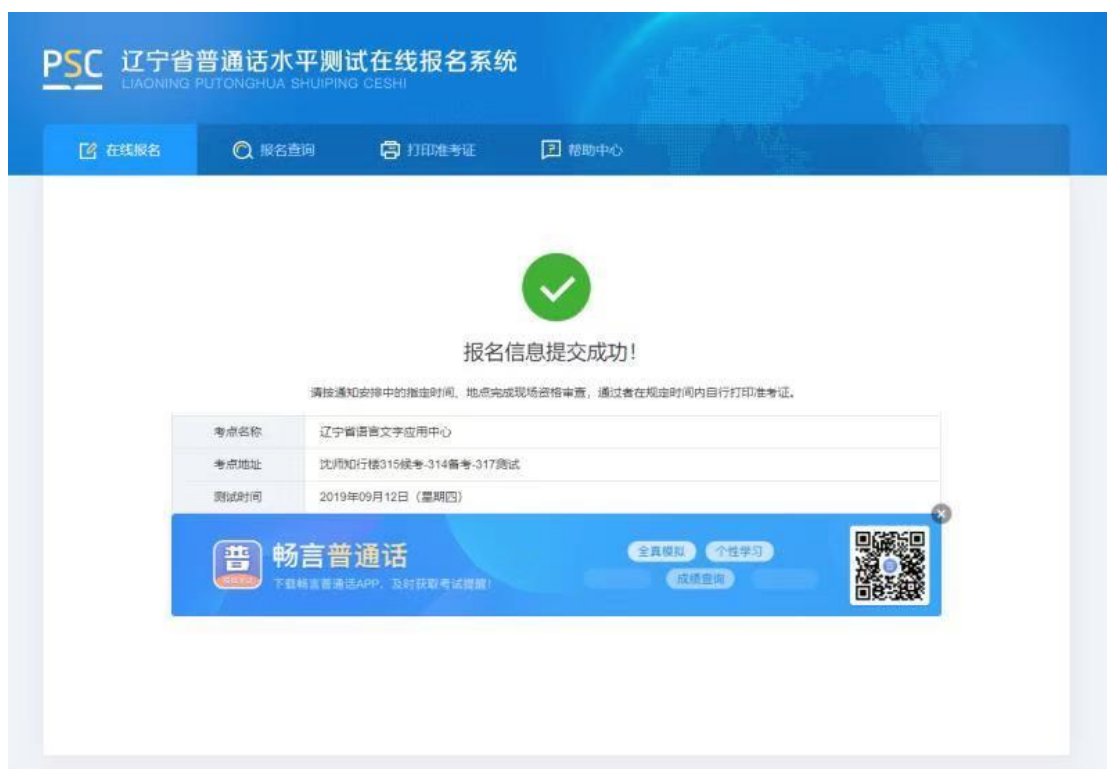 PSC 辽宁省普通话水平测试在线报名系统
LIAONING PUTONGHUA SHUIPING CESHI
在线报名 报名查询 打印准考证 帮助中心
报名信息提交成功!
请按通知安排中的指定时间、地点完成现场资格审查，通过者在规定时间内自行打印准考证。
考点名称 辽宁省语言文字应用中心
考点地址 沈师知行楼315候考-314备考-317测试
测试时间 2019年09月12日（星期四）
普 畅言普通话
下载畅言普通话APP，及时获取考试提醒!
全真模拟 个性学习
成绩查询